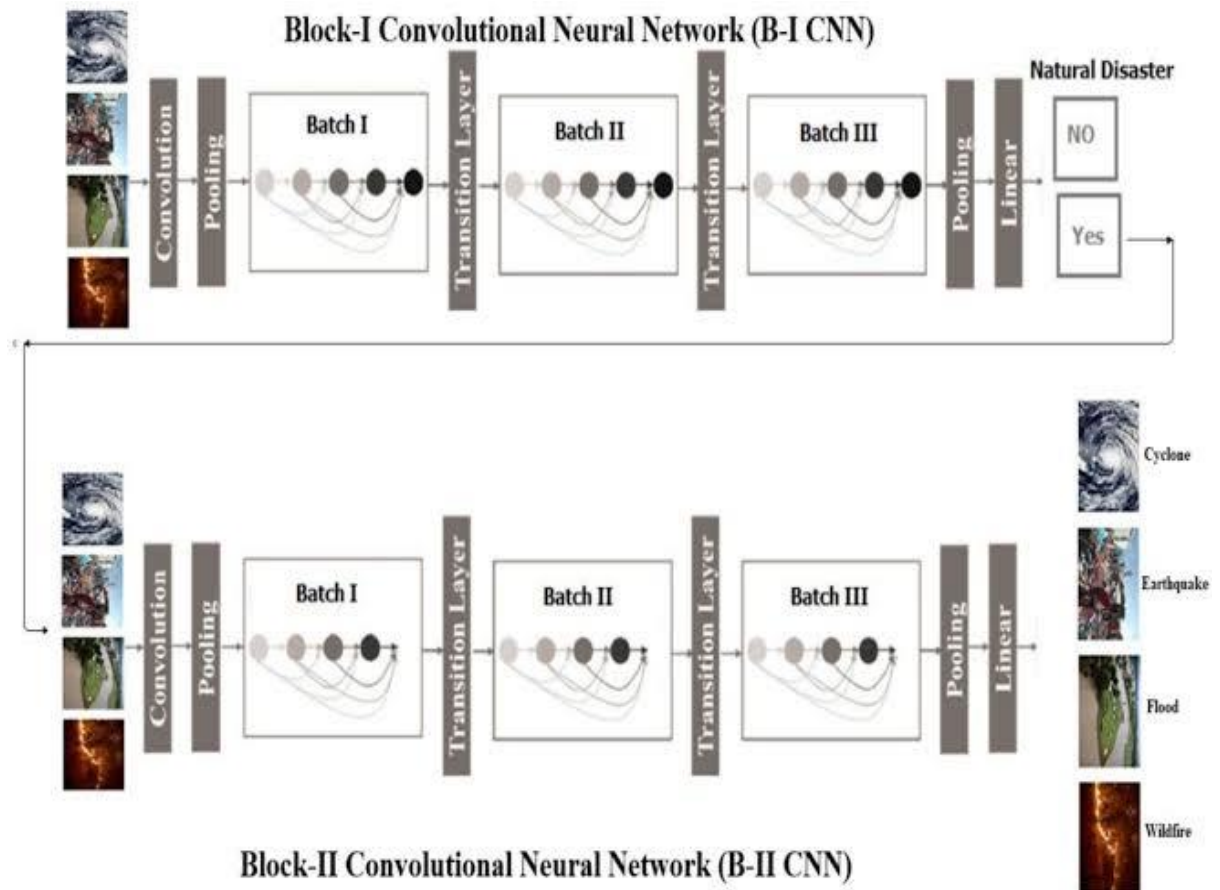 Block-I Convolutional Neural Network (B-I CNN)
Convolution
Pooling
Batch I
Transition Layer
Batch II
Transition Layer
Batch III
Pooling
Linear
Natural Disaster
NO
Yes
Convolution
Pooling
Batch I
Transition Layer
Batch II
Transition Layer
Batch III
Pooling
Linear
Cyclone
Earthquake
Flood
Wildfire
Block-II Convolutional Neural Network (B-II CNN)